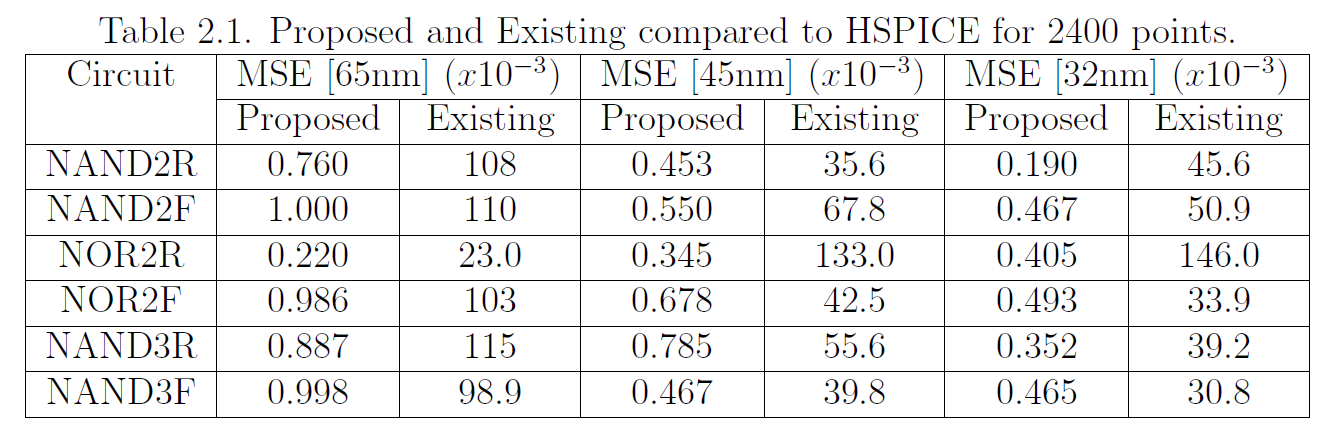 Table 2.1. Proposed and Existing compared to HSPICE for 2400 points.
Circuit MSE [65nm] (x10⁻³) MSE [45nm] (x10⁻³) MSE [32nm] (x10⁻³)
Proposed Existing Proposed Existing Proposed Existing
NAND2R 0.760 108 0.453 35.6 0.190 45.6
NAND2F 1.000 110 0.550 67.8 0.467 50.9
NOR2R 0.220 23.0 0.345 133.0 0.405 146.0
NOR2F 0.986 103 0.678 42.5 0.493 33.9
NAND3R 0.887 115 0.785 55.6 0.352 39.2
NAND3F 0.998 98.9 0.467 39.8 0.465 30.8